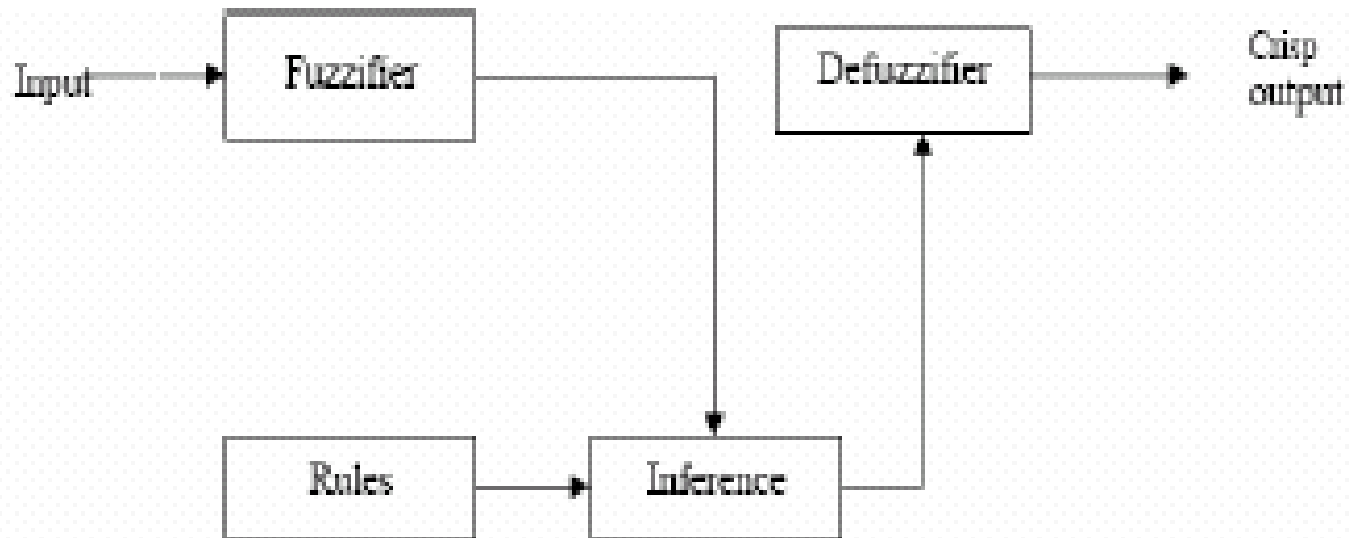 Input
Fuzzifier
Defuzzifier
Crisp
output
Rules
Inference